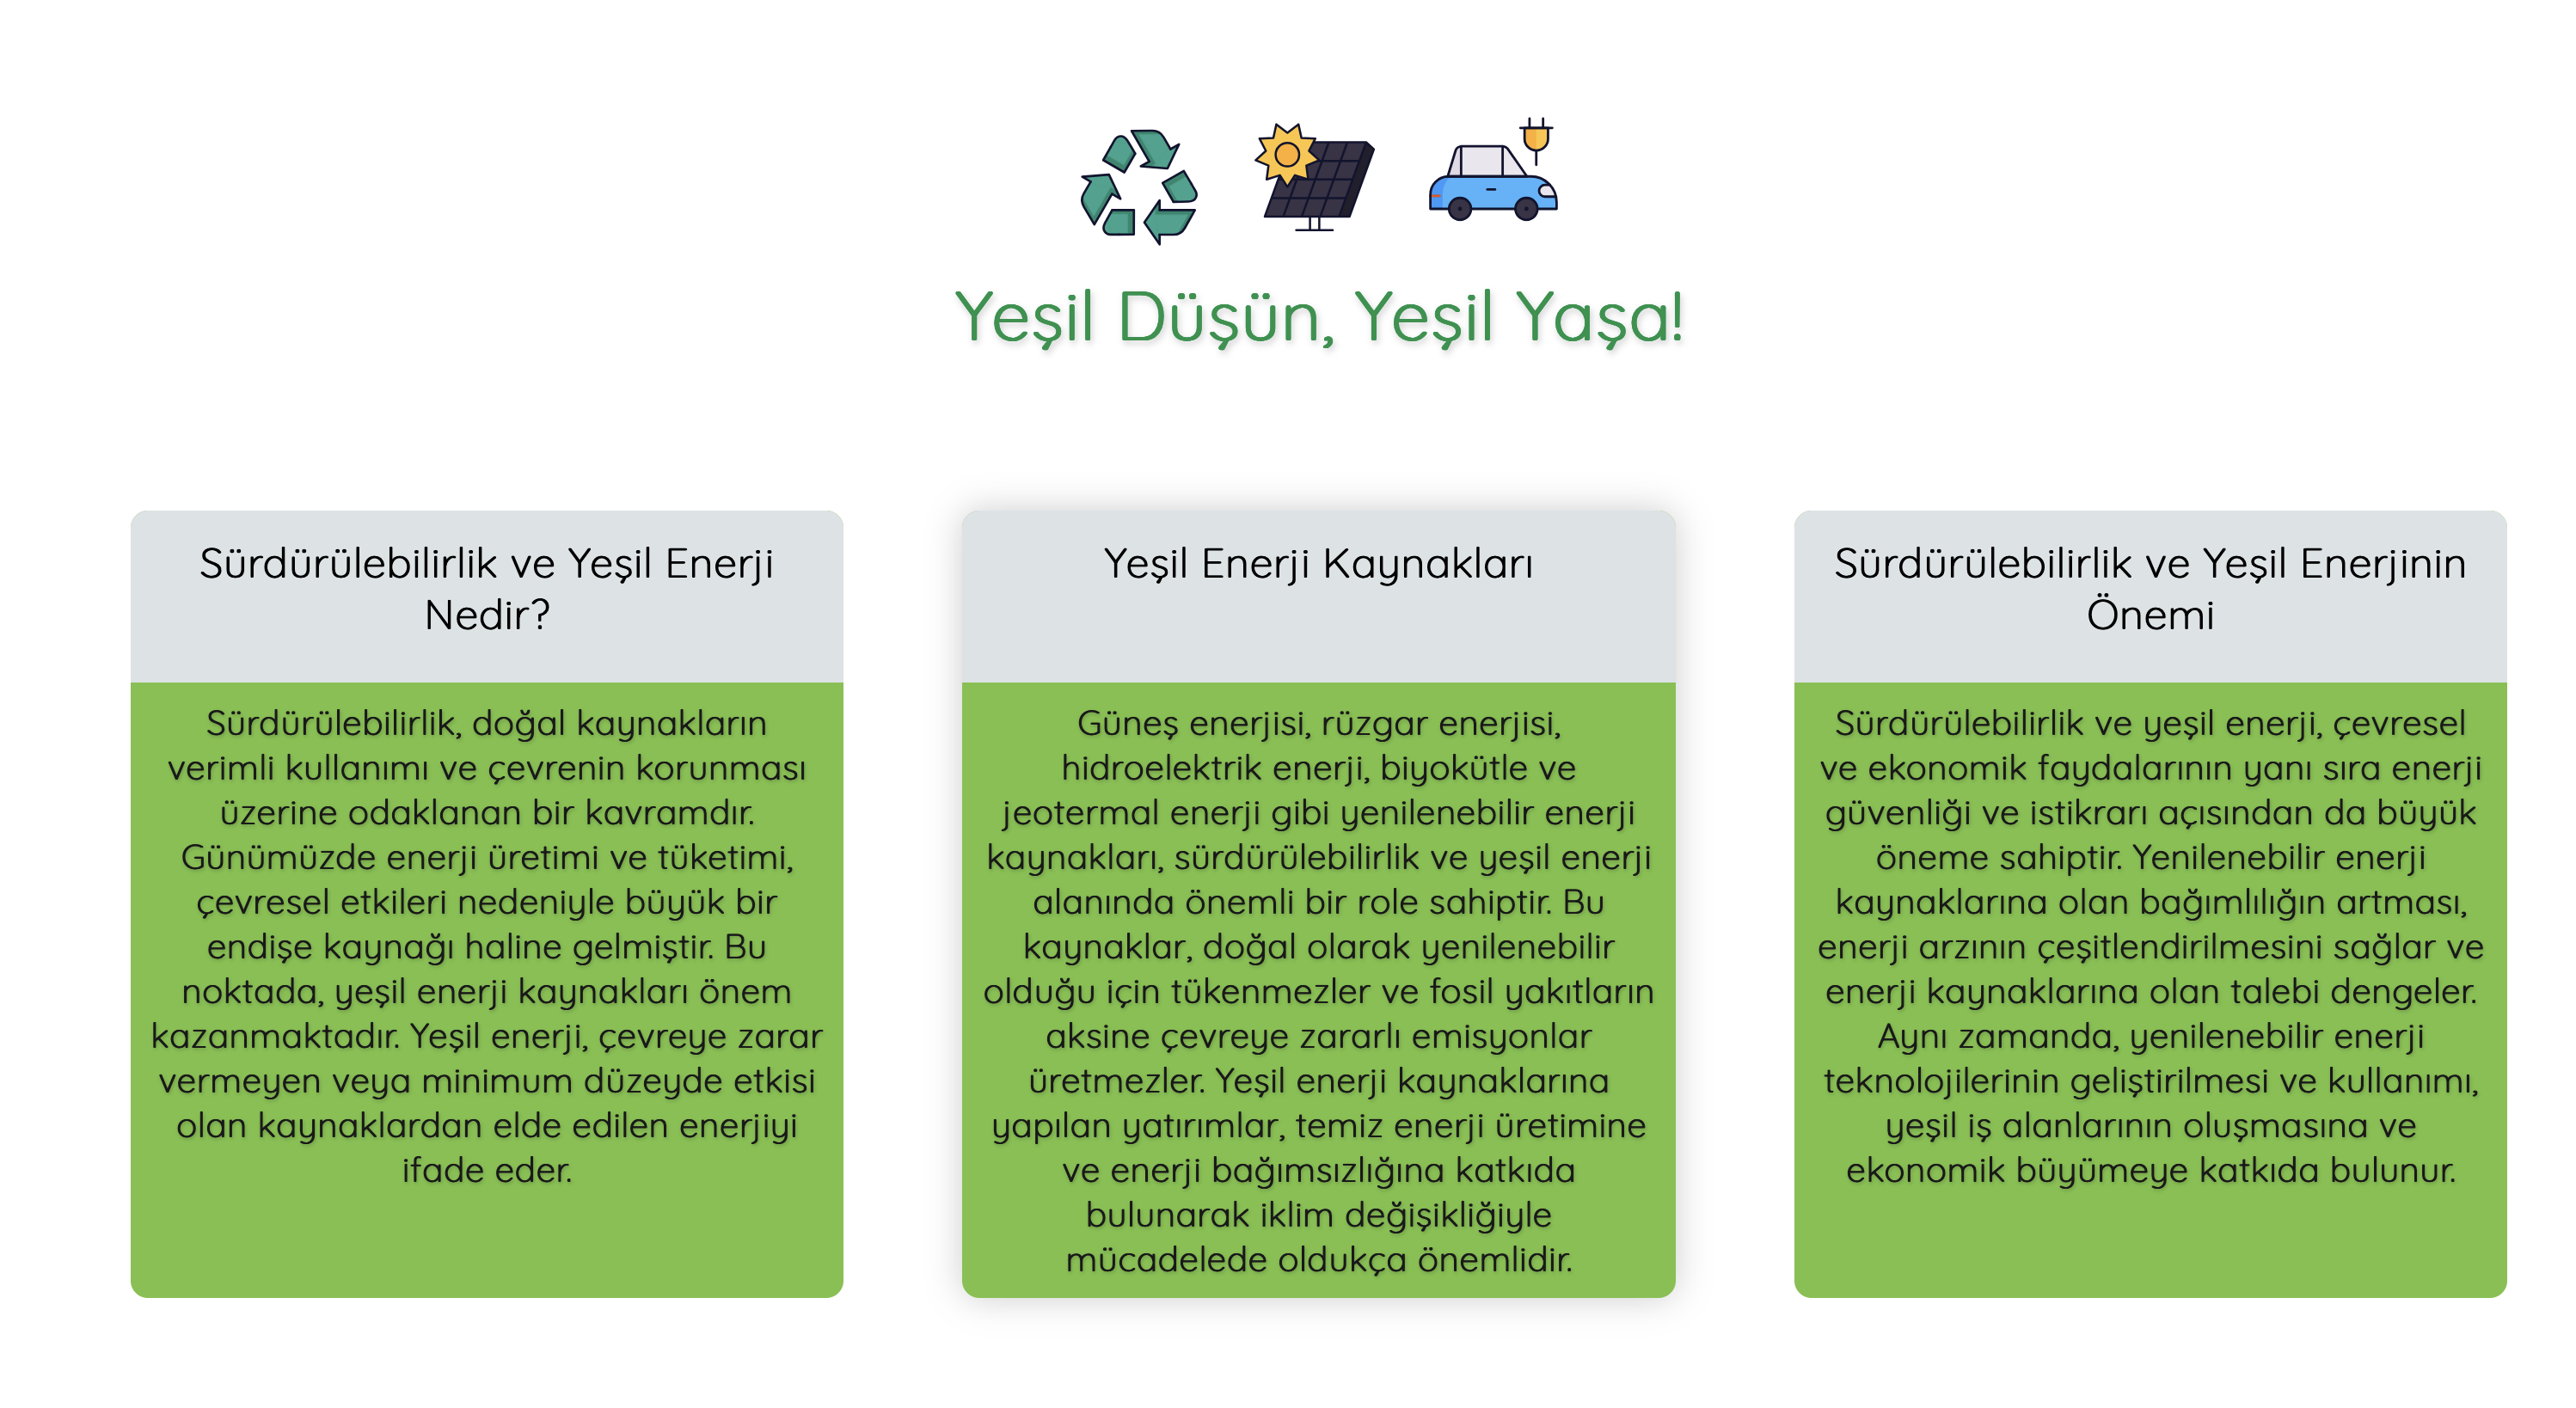 Yeşil Düşün, Yeşil Yaşa!
Sürdürülebilirlik ve Yeşil Enerji
Nedir?
Sürdürülebilirlik, doğal kaynakların
verimli kullanımı ve çevrenin korunması
üzerine odaklanan bir kavramdır.
Günümüzde enerji üretimi ve tüketimi,
çevresel etkileri nedeniyle büyük bir
endişe kaynağı haline gelmiştir. Bu
noktada, yeşil enerji kaynakları önem
kazanmaktadır. Yeşil enerji, çevreye zarar
vermeyen veya minimum düzeyde etkisi
olan kaynaklardan elde edilen enerjiyi
ifade eder.
Yeşil Enerji Kaynakları
Güneş enerjisi, rüzgar enerjisi,
hidroelektrik enerji, biyokütle ve
jeotermal enerji gibi yenilenebilir enerji
kaynakları, sürdürülebilirlik ve yeşil enerji
alanında önemli bir role sahiptir. Bu
kaynaklar, doğal olarak yenilenebilir
olduğu için tükenmezler ve fosil yakıtların
aksine çevreye zararlı emisyonlar
üretmezler. Yeşil enerji kaynaklarına
yapılan yatırımlar, temiz enerji üretimine
ve enerji bağımsızlığına katkıda
bulunarak iklim değişikliğiyle
mücadelede oldukça önemlidir.
Sürdürülebilirlik ve Yeşil Enerjinin
Önemi
Sürdürülebilirlik ve yeşil enerji, çevresel
ve ekonomik faydalarının yanı sıra enerji
güvenliği ve istikrarı açısından da büyük
öneme sahiptir. Yenilenebilir enerji
kaynaklarına olan bağımlılığın artması,
enerji arzının çeşitlendirilmesini sağlar ve
enerji kaynaklarına olan talebi dengeler.
Aynı zamanda, yenilenebilir enerji
teknolojilerinin geliştirilmesi ve kullanımı,
yeşil iş alanlarının oluşmasına ve
ekonomik büyümeye katkıda bulunur.